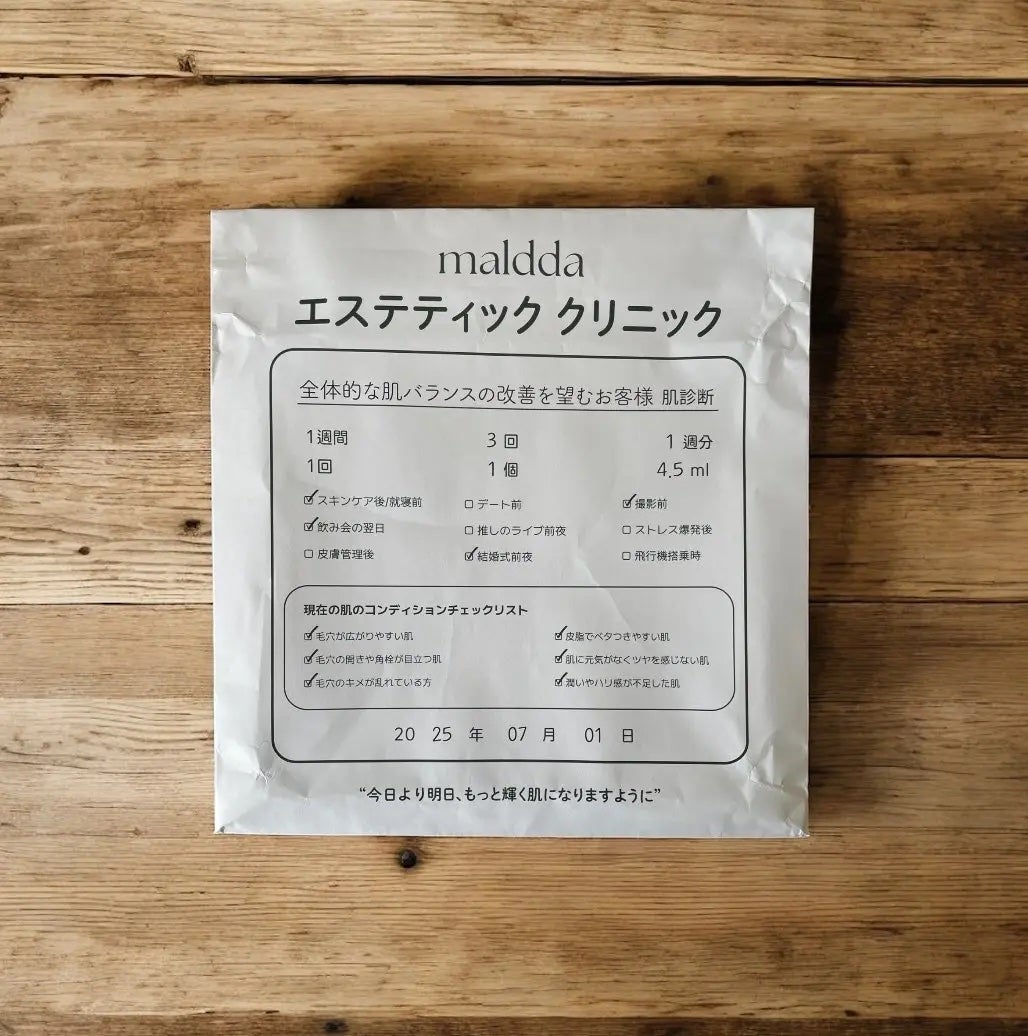 maldda
エステティック クリニック
全体的な肌バランスの改善を望むお客様 肌診断
1週間 3 回 1 週分
1回 1 個 4.5 ml
☑スキンケア後/就寝前 ☐デート前 ☑撮影前
☑飲み会の翌日 ☐推しのライブ前夜 ☐ストレス爆発後
☐皮膚管理後 ☑結婚式前夜 ☐飛行機搭乗時
現在の肌のコンディションチェックリスト
☑毛穴が広がりやすい肌 ☑皮脂でベタつきやすい肌
☑毛穴の開きや角栓が目立つ肌 ☑肌に元気がなくツヤを感じない肌
☑毛穴のキメが乱れている方 ☑潤いやハリ感が不足した肌
20 25 年 07 月 01 日
“今日より明日、もっと輝く肌になりますように”